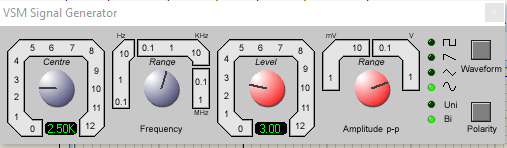 VSM Signal Generator
Centre
0 1 2 3 4 5 6 7 8 9 10 11 12
2.50K
Hz KHz
0.1 1 10 0.1 1 10 0.1 1
MHz
Range
Frequency
Level
0 1 2 3 4 5 6 7 8 9 10 11 12
3.00
mV V
1 10 0.1 1 10
Range
Amplitude p-p
Waveform
Uni
Bi
Polarity